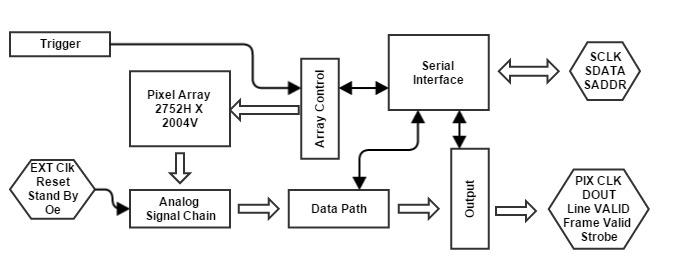 Trigger
Pixel Array
2752H X
2004V
Array Control
Serial
Interface
SCLK
SDATA
SADDR
EXT Clk
Reset
Stand By
Oe
Analog
Signal Chain
Data Path
Output
PIX CLK
DOUT
Line VALID
Frame Valid
Strobe